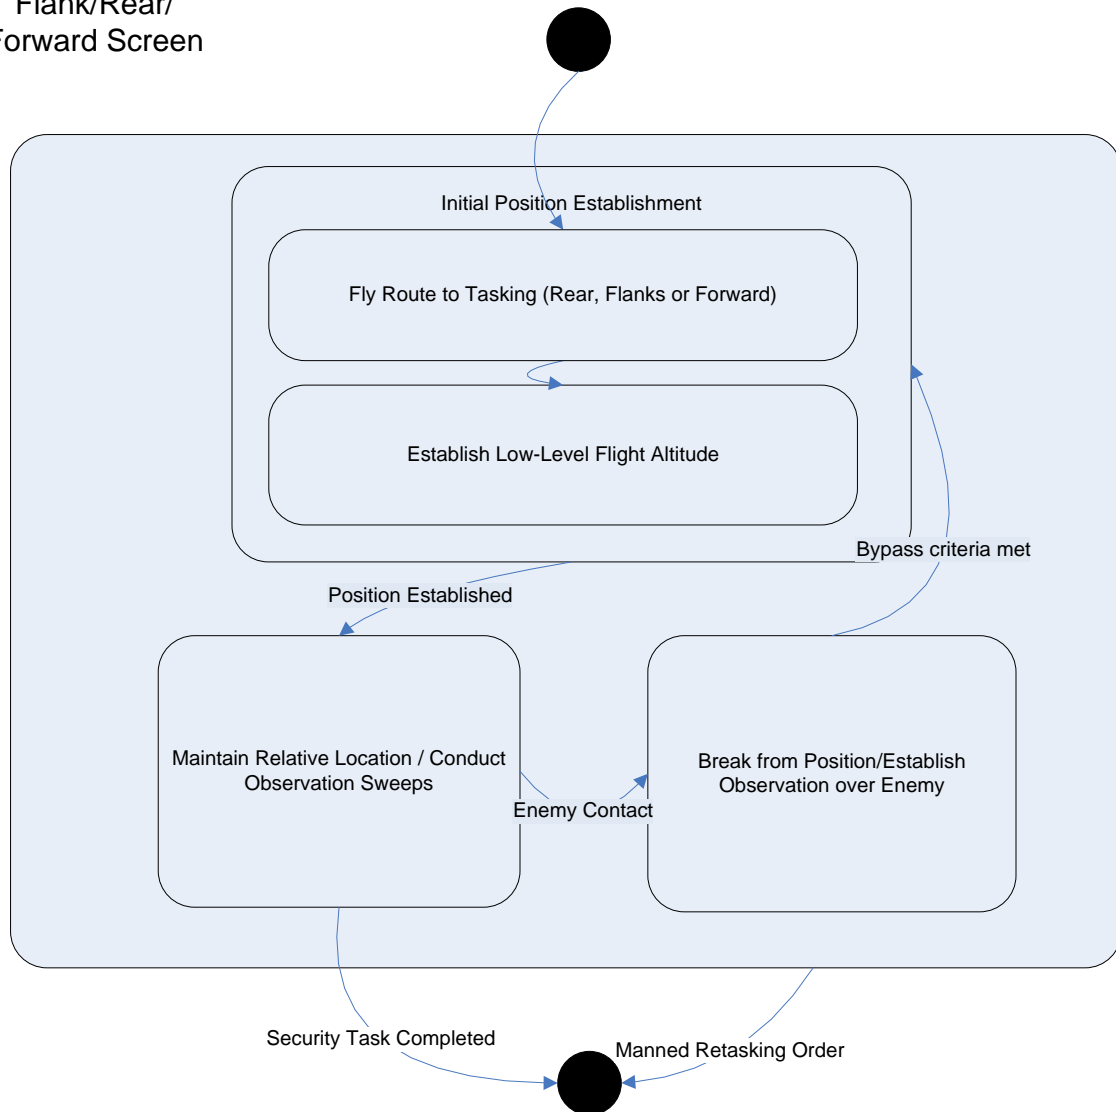 Flank/Rear/
Forward Screen
Initial Position Establishment
Fly Route to Tasking (Rear, Flanks or Forward)
Establish Low-Level Flight Altitude
Bypass criteria met
Position Established
Maintain Relative Location / Conduct
Observation Sweeps
Break from Position/Establish
Observation over Enemy
Enemy Contact
Security Task Completed
Manned Retasking Order